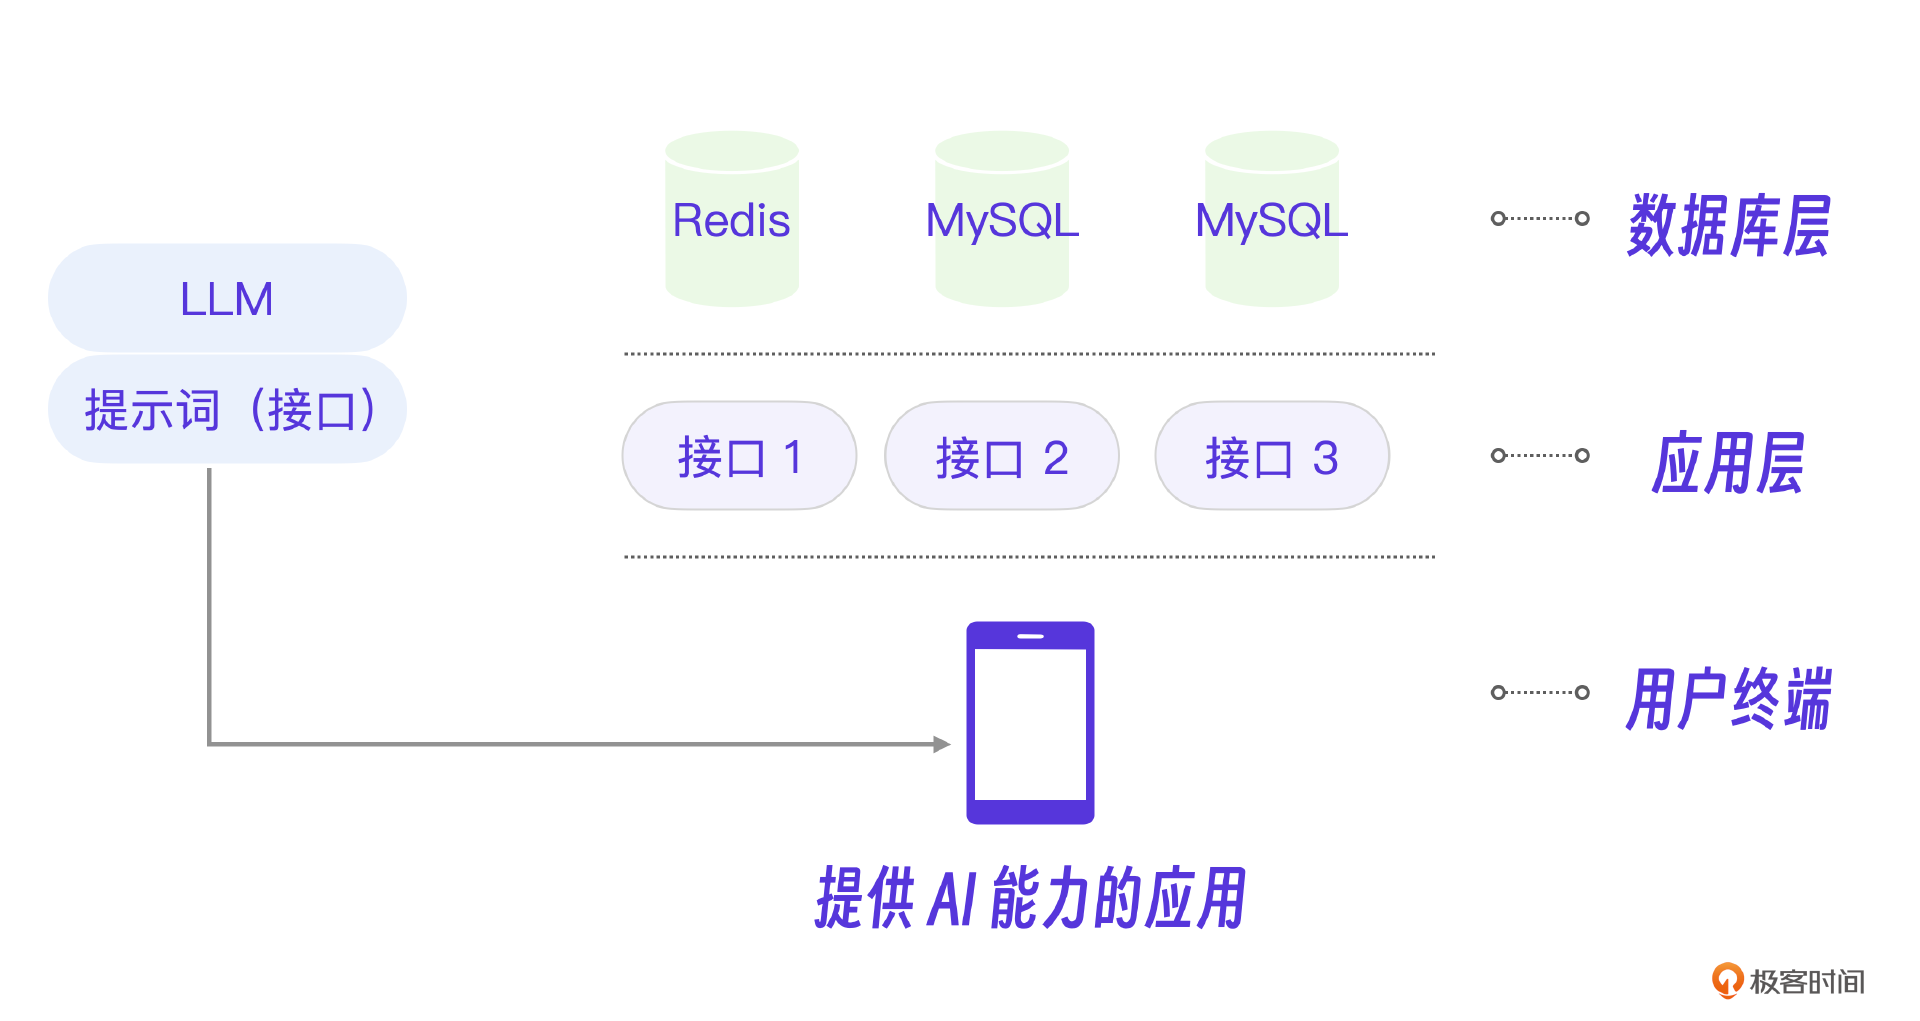 Redis
MySQL
MySQL
数据库层
LLM
提示词（接口）
接口 1
接口 2
接口 3
应用层
用户终端
提供 AI 能力的应用
极客时间